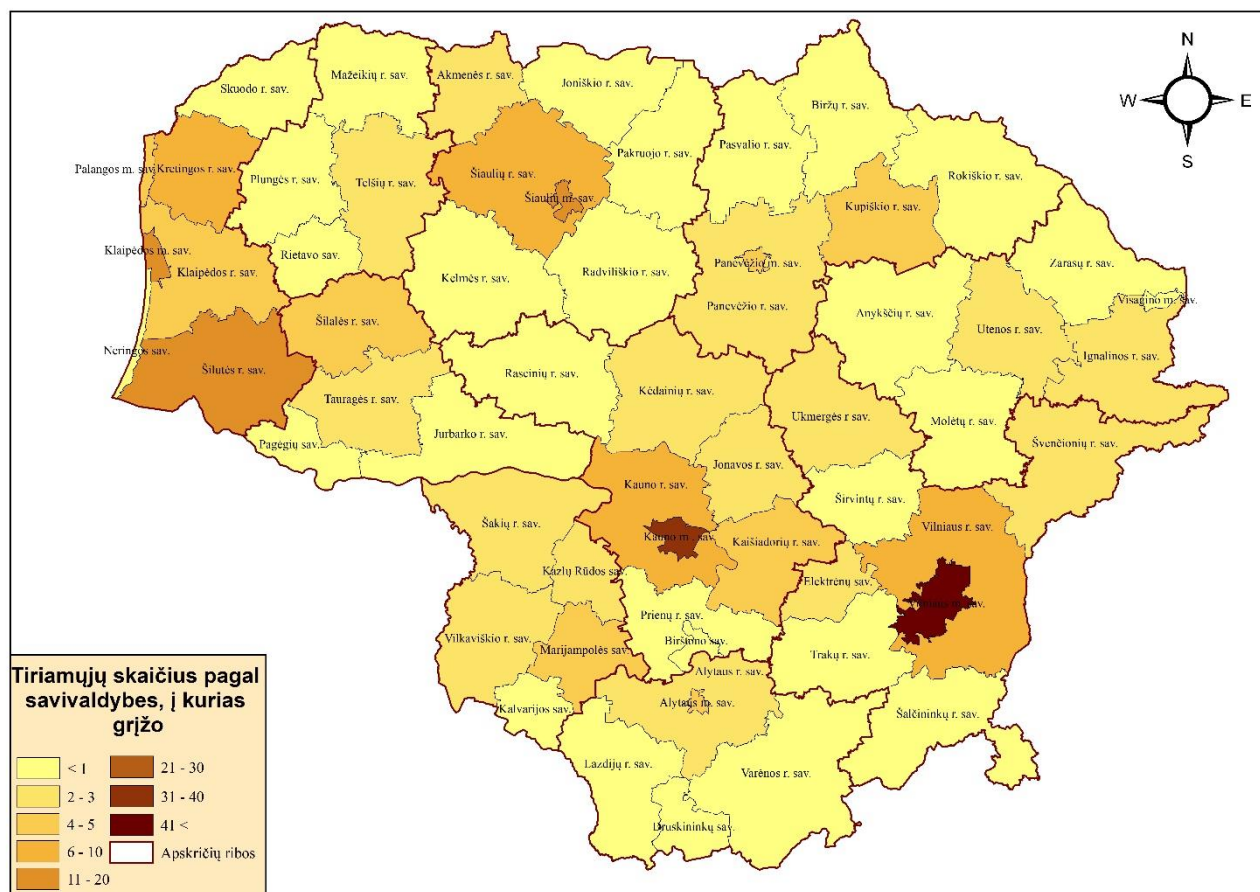 N
W E
S
Skuodo r. sav.
Mažeikių r. sav.
Akmenės r. sav.
Joniškio r. sav.
Biržų r. sav.
Pasvalio r. sav.
Pakruojo r. sav.
Rokiškio r. sav.
Palangos m. sav.
Kretingos r. sav.
Plungės r. sav.
Telšių r. sav.
Šiaulių r. sav.
Šiaulių m. sav.
Kupiškio r. sav.
Klaipėdos m. sav.
Klaipėdos r. sav.
Rietavo sav.
Kelmės r. sav.
Radviliškio r. sav.
Panevėžio m. sav.
Panevėžio r. sav.
Anykščių r. sav.
Zarasų r. sav.
Visagino m. sav.
Utenos r. sav.
Ignalinos r. sav.
Neringos sav.
Šilutės r. sav.
Šilalės r. sav.
Tauragės r. sav.
Raseinių r. sav.
Kėdainių r. sav.
Ukmergės r sav.
Molėtų r. sav.
Švenčionių r. sav.
Pagėgių sav.
Jurbarko r. sav.
Jonavos r. sav.
Kauno r. sav.
Širvintų r. sav.
Vilniaus r. sav.
Šakių r. sav.
Kauno m . sav.
Kaišiadorių r. sav.
Kazlų Rūdos sav.
Elektrėnų sav.
Vilniaus m. sav.
Prienų r. sav.
Birštono sav.
Vilkaviškio r. sav.
Marijampolės sav.
Trakų r. sav.
Alytaus r. sav.
Alytaus m. sav.
Kalvarijos sav.
Šalčininkų r. sav.
Lazdijų r. sav.
Varėnos r. sav.
Druskininkų sav.
Tiriamųjų skaičius pagal
savivaldybes, į kurias
grįžo
< 1
2 - 3
4 - 5
6 - 10
11 - 20
21 - 30
31 - 40
41 <
Apskričių ribos